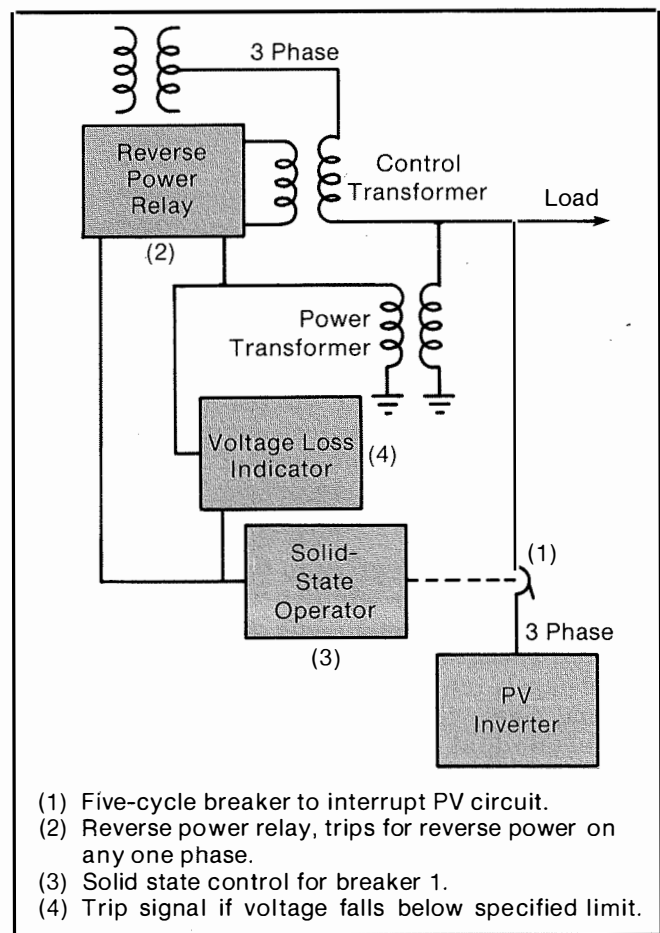 3 Phase
Reverse
Power
Relay
(2)
Control
Transformer
Load
Power
Transformer
Voltage Loss
Indicator
(4)
Solid-
State
Operator
(3)
(1)
3 Phase
PV
Inverter
(1) Five-cycle breaker to interrupt PV circuit.
(2) Reverse power relay, trips for reverse power on
any one phase.
(3) Solid state control for breaker 1.
(4) Trip signal if voltage falls below specified limit.